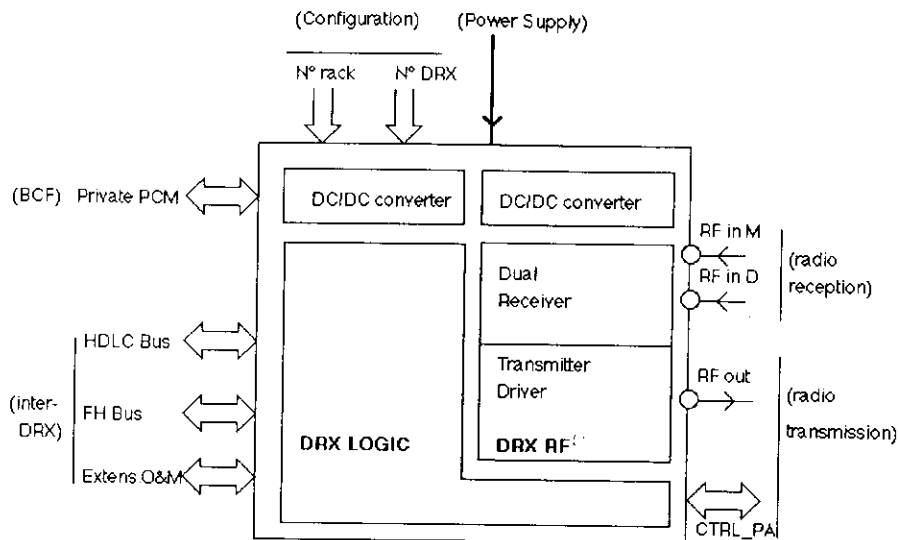 (Configuration)
(Power Supply)
N° rack
N° DRX
(BCF)
Private PCM
DC/DC converter
DC/DC converter
RF in M
RF in D
(radio
reception)
Dual
Receiver
HDLC Bus
FH Bus
Extens.O&M
(inter-
DRX)
Transmitter
Driver
DRX LOGIC
DRX RF
RF out
(radio
transmission)
CTRL_PA